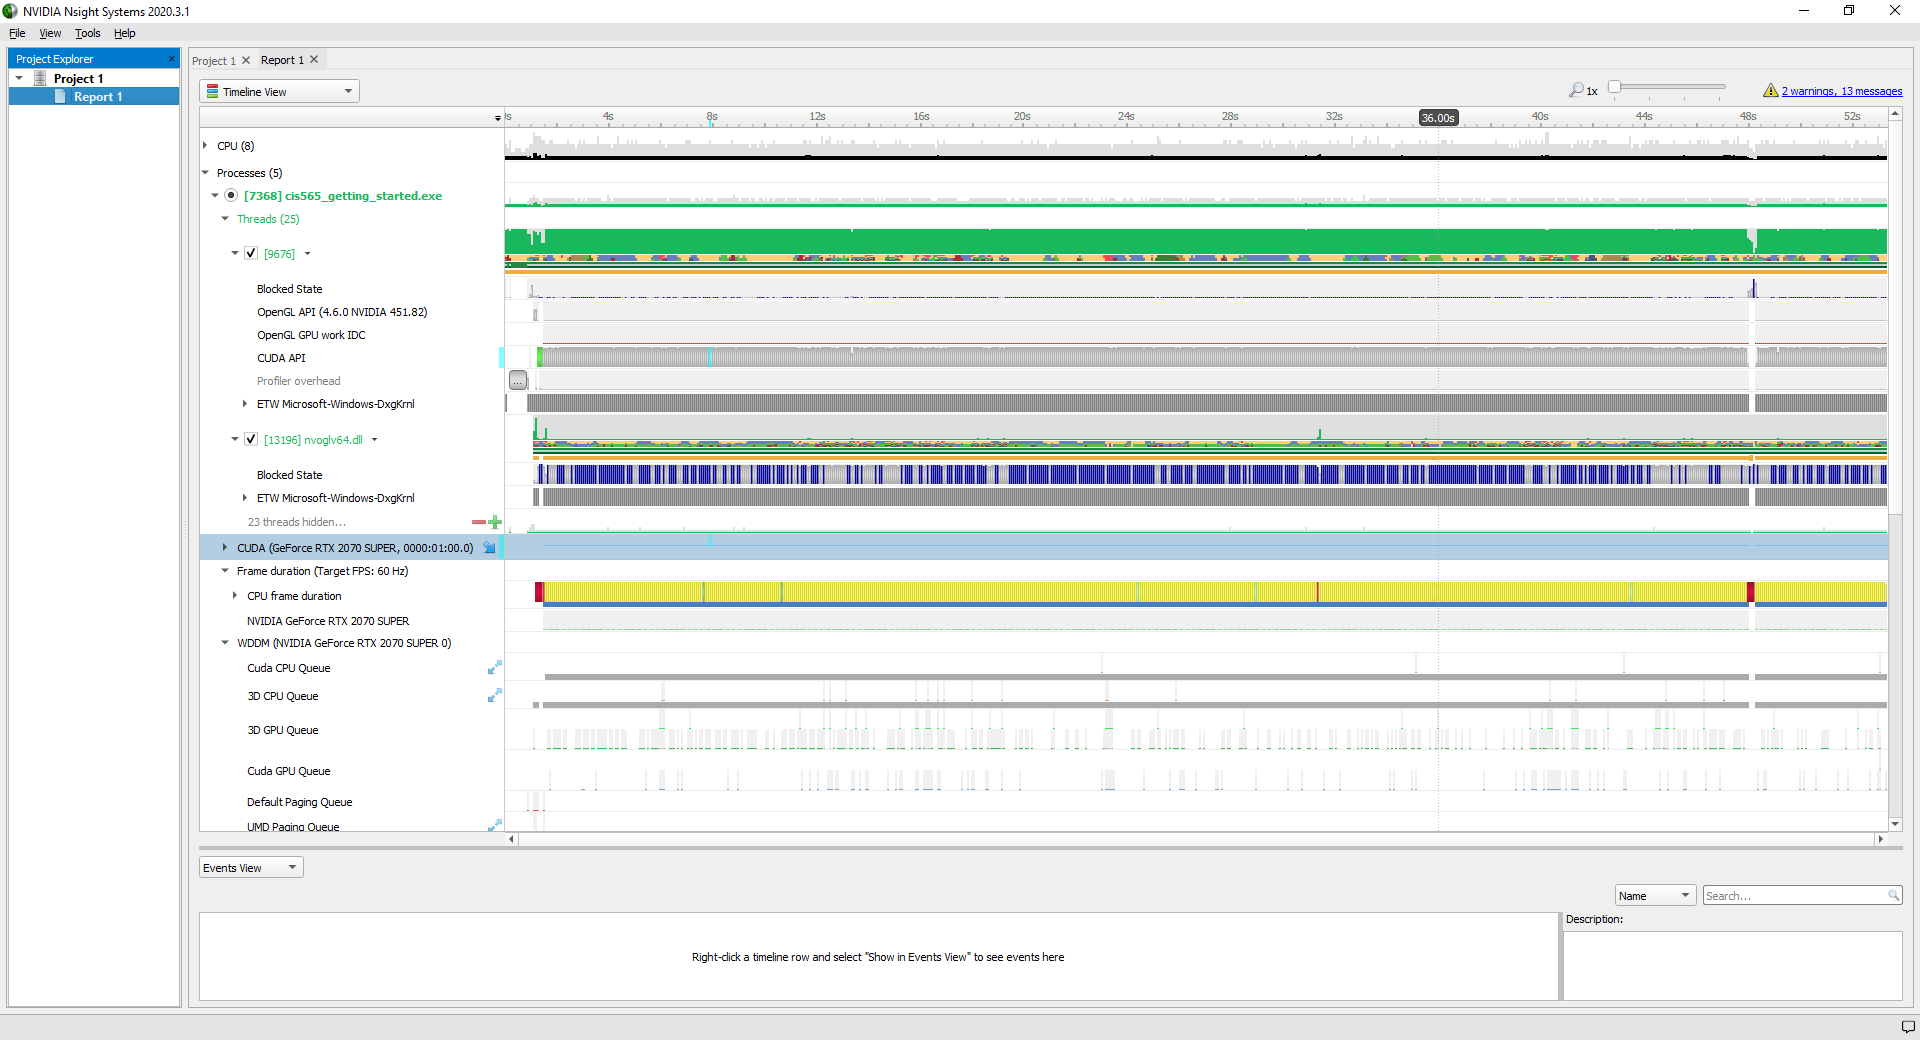 NVIDIA Nsight Systems 2020.3.1
File View Tools Help
Project Explorer
Project 1
Report 1
Project 1 Report 1
Timeline View
1x
2 warnings, 13 messages
4s 8s 12s 16s 20s 24s 28s 32s 36.00s 40s 44s 48s 52s
CPU (8)
Processes (5)
[7368] cis565_getting_started.exe
Threads (25)
[9676]
Blocked State
OpenGL API (4.6.0 NVIDIA 451.82)
OpenGL GPU work IDC
CUDA API
Profiler overhead
...
ETW Microsoft-Windows-DxgKrnl
[13196] nvoglv64.dll
Blocked State
ETW Microsoft-Windows-DxgKrnl
23 threads hidden...
CUDA (GeForce RTX 2070 SUPER, 0000:01:00.0)
Frame duration (Target FPS: 60 Hz)
CPU frame duration
NVIDIA GeForce RTX 2070 SUPER
WDDM (NVIDIA GeForce RTX 2070 SUPER 0)
Cuda CPU Queue
3D CPU Queue
3D GPU Queue
Cuda GPU Queue
Default Paging Queue
UMD Paging Queue
Events View
Name Search...
Description:
Right-click a timeline row and select "Show in Events View" to see events here